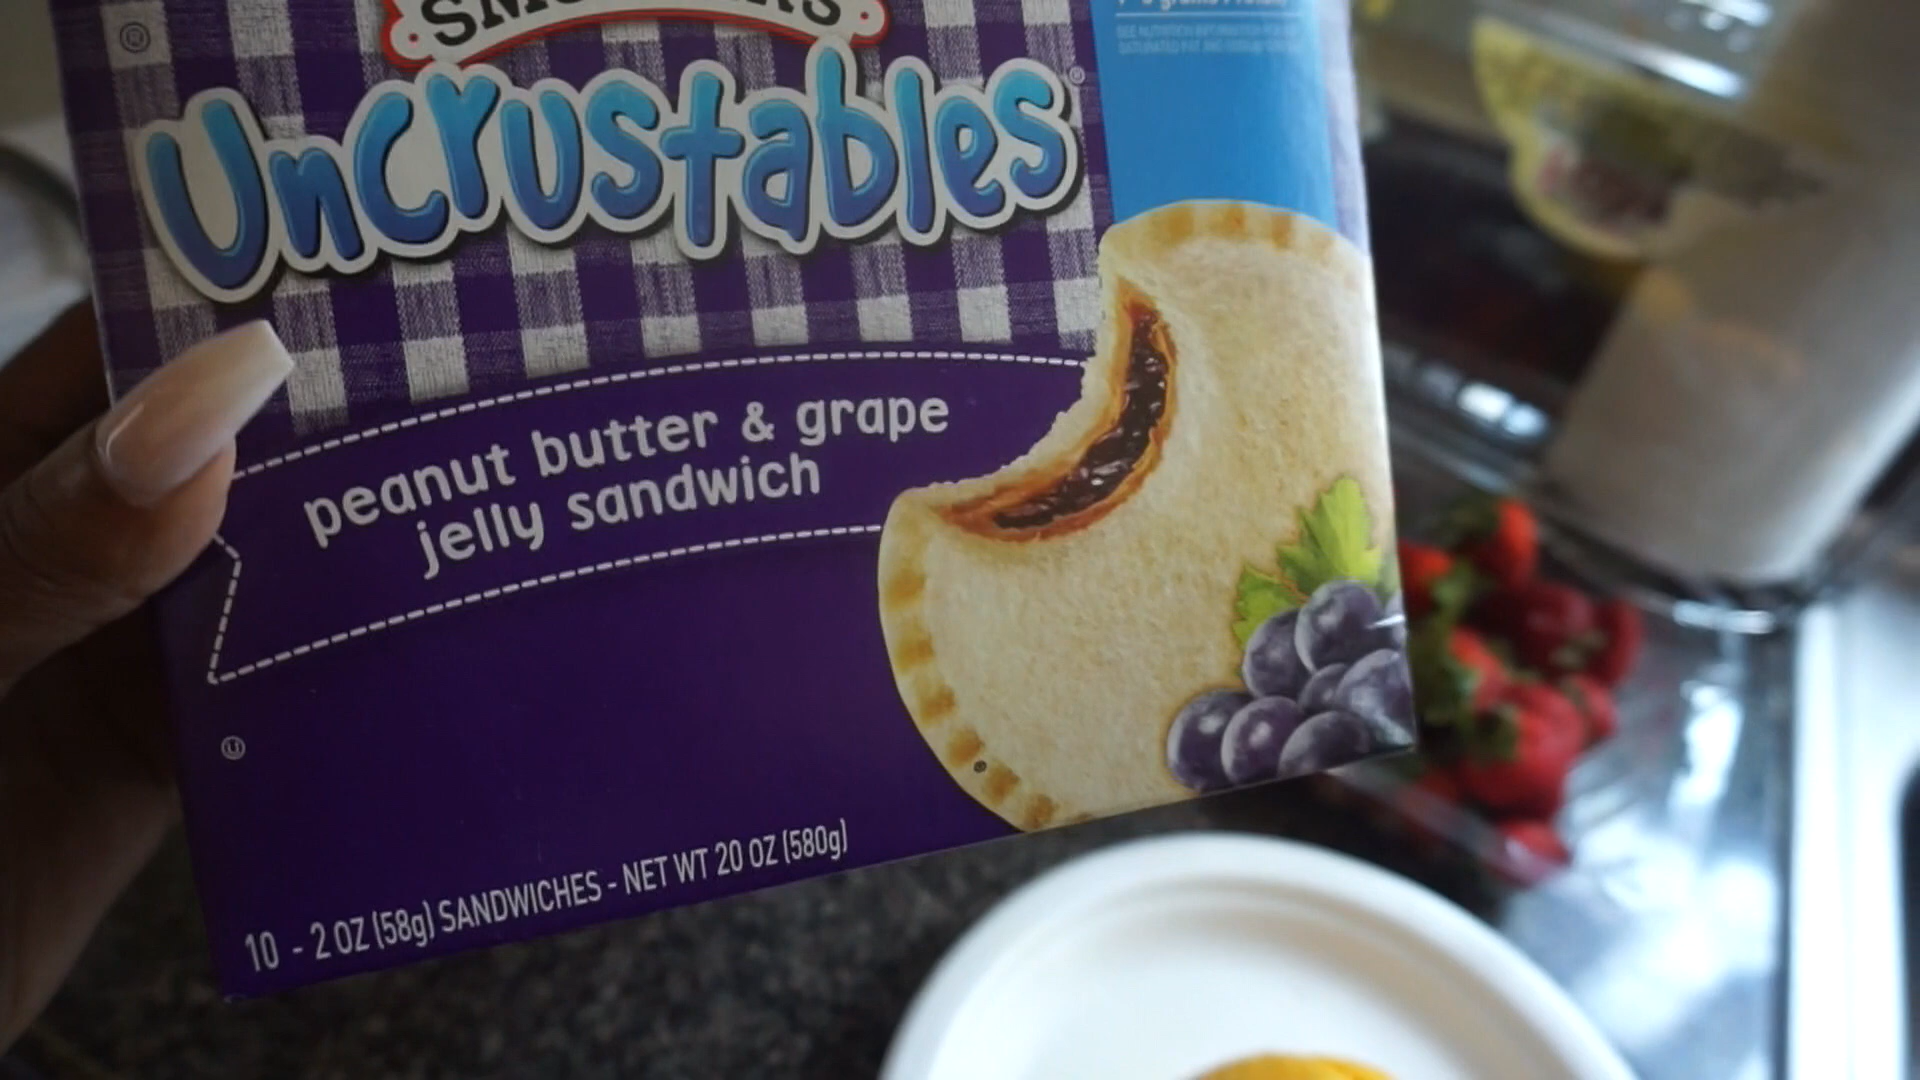 Uncrustables
peanut butter & grape
jelly sandwich
10 - 2 OZ (58g) SANDWICHES - NET WT 20 OZ (580g)